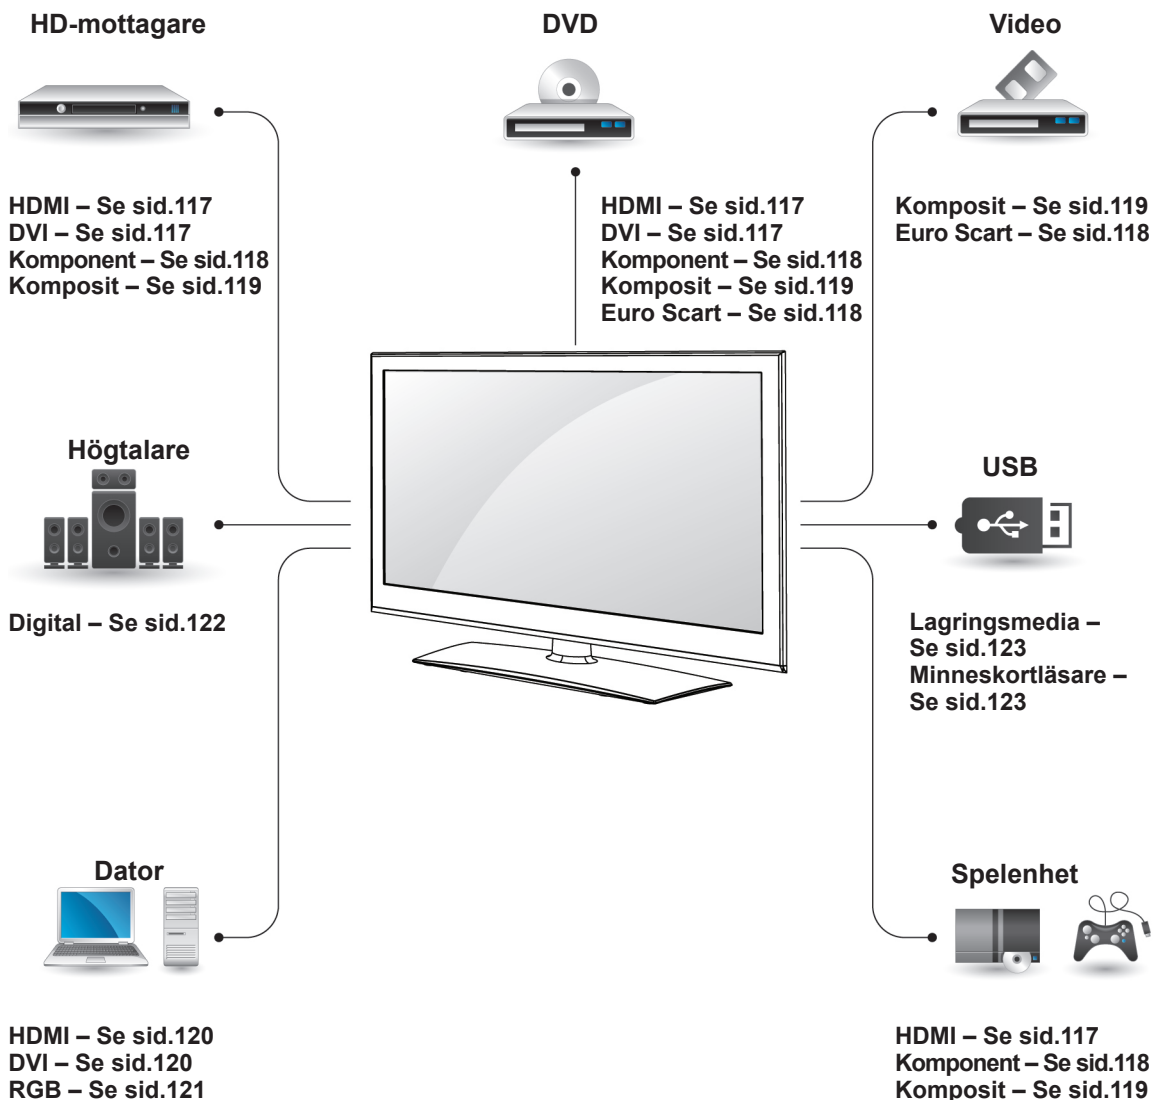 HD-mottagare
HDMI – Se sid.117
DVI – Se sid.117
Komponent – Se sid.118
Komposit – Se sid.119
DVD
HDMI – Se sid.117
DVI – Se sid.117
Komponent – Se sid.118
Komposit – Se sid.119
Euro Scart – Se sid.118
Video
Komposit – Se sid.119
Euro Scart – Se sid.118
Högtalare
Digital – Se sid.122
USB
Lagringsmedia –
Se sid.123
Minneskortläsare –
Se sid.123
Dator
HDMI – Se sid.120
DVI – Se sid.120
RGB – Se sid.121
Spelenhet
HDMI – Se sid.117
Komponent – Se sid.118
Komposit – Se sid.119